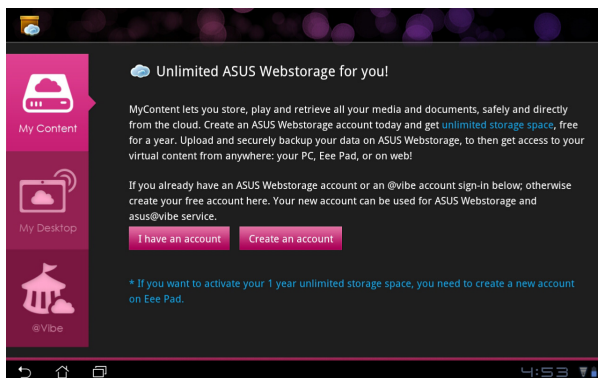 Unlimited ASUS Webstorage for you!
My Content
MyContent lets you store, play and retrieve all your media and documents, safely and directly
from the cloud. Create an ASUS Webstorage account today and get unlimited storage space, free
for a year. Upload and securely backup your data on ASUS Webstorage, to then get access to your
virtual content from anywhere: your PC, Eee Pad, or on web!
My Desktop
If you already have an ASUS Webstorage account or an @vibe account sign-in below; otherwise
create your free account here. Your new account can be used for ASUS Webstorage and
asus@vibe service.
I have an account
Create an account
@Vibe
* If you want to activate your 1 year unlimited storage space, you need to create a new account
on Eee Pad.
4:53